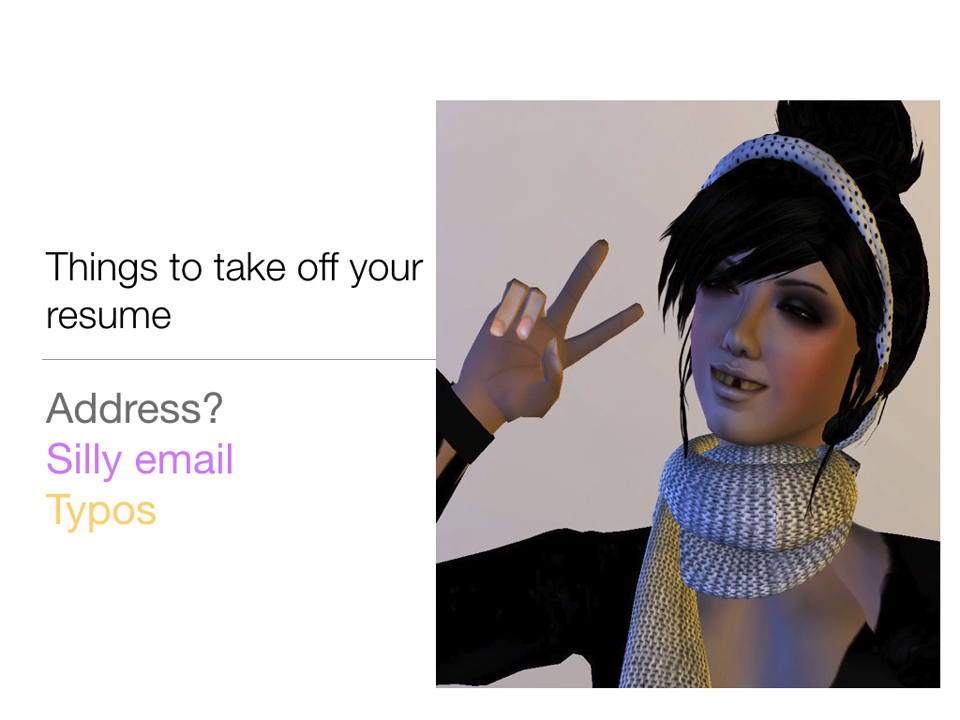 Things to take off your
resume
Address?
Silly email
Typos